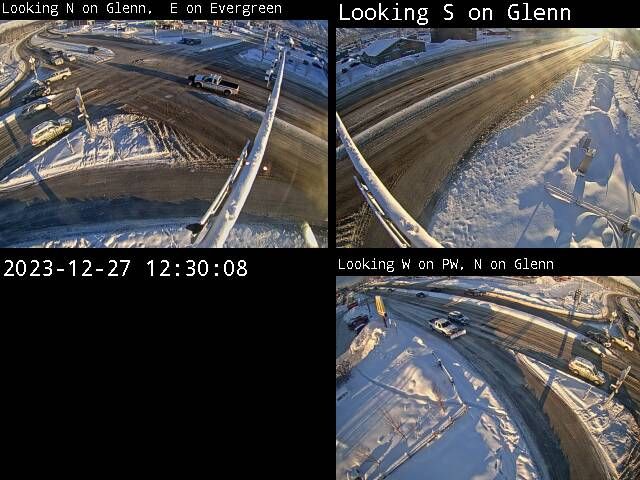 Looking N on Glenn,  E on Evergreen
Looking S on Glenn
2023-12-27 12:30:08
Looking W on PW, N on Glenn